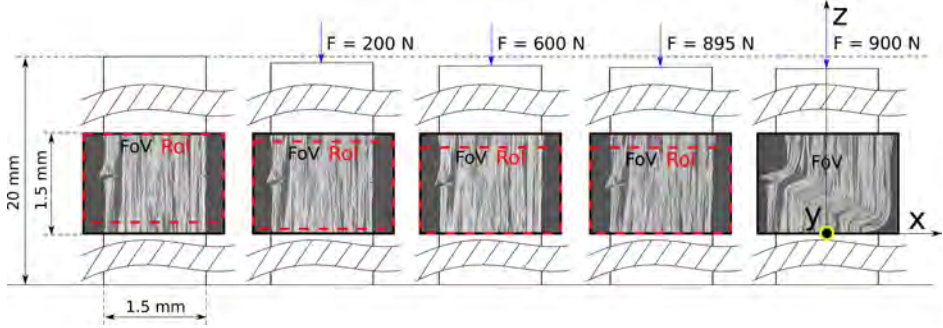 F = 200 N
F = 600 N
F = 895 N
z
F = 900 N
20 mm
1.5 mm
FoV RoI
FoV RoI
FoV RoI
FoV RoI
FoV
y
x
1.5 mm